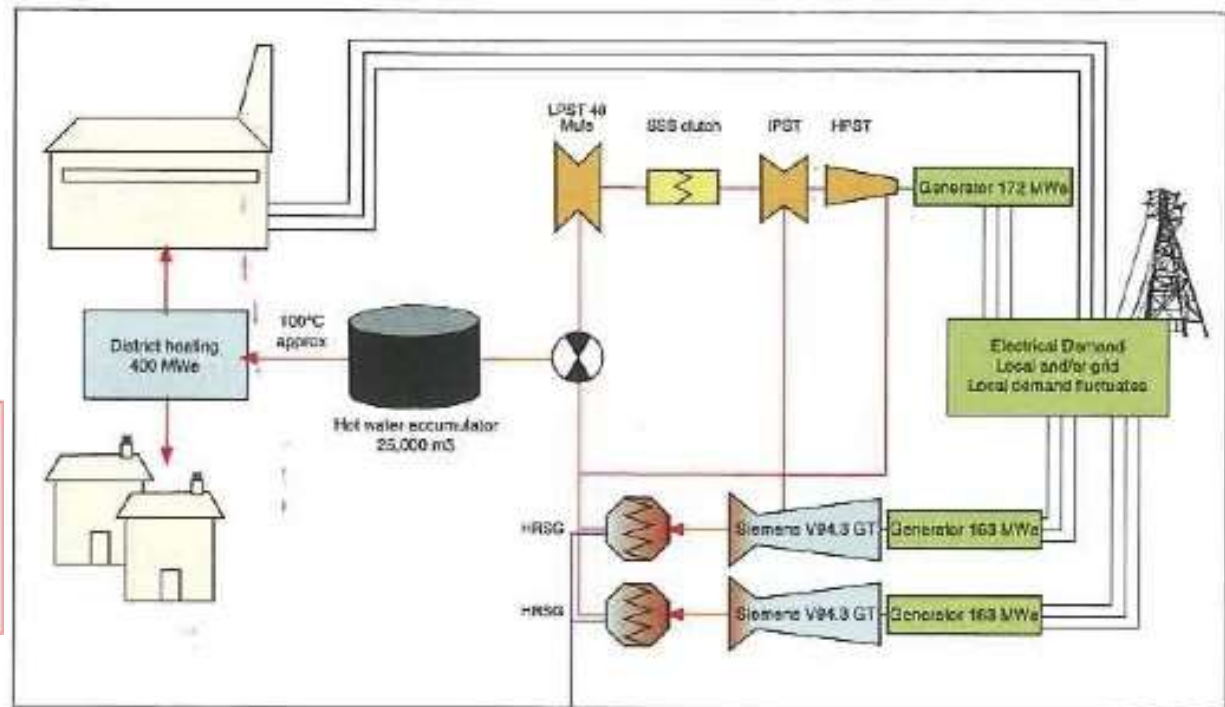 LPST 48
Mule
SSS clutch
IPST
HPST
Generator 172 MWe
100°C
approx
District heating
400 MWe
Hot water accumulator
25,000 m3
Electrical Demand
Local and/or grid
Local demand fluctuates
HRSG
Siemens V94.3 GT
Generator 163 MWe
HRSG
Siemens V94.3 GT
Generator 163 MWe